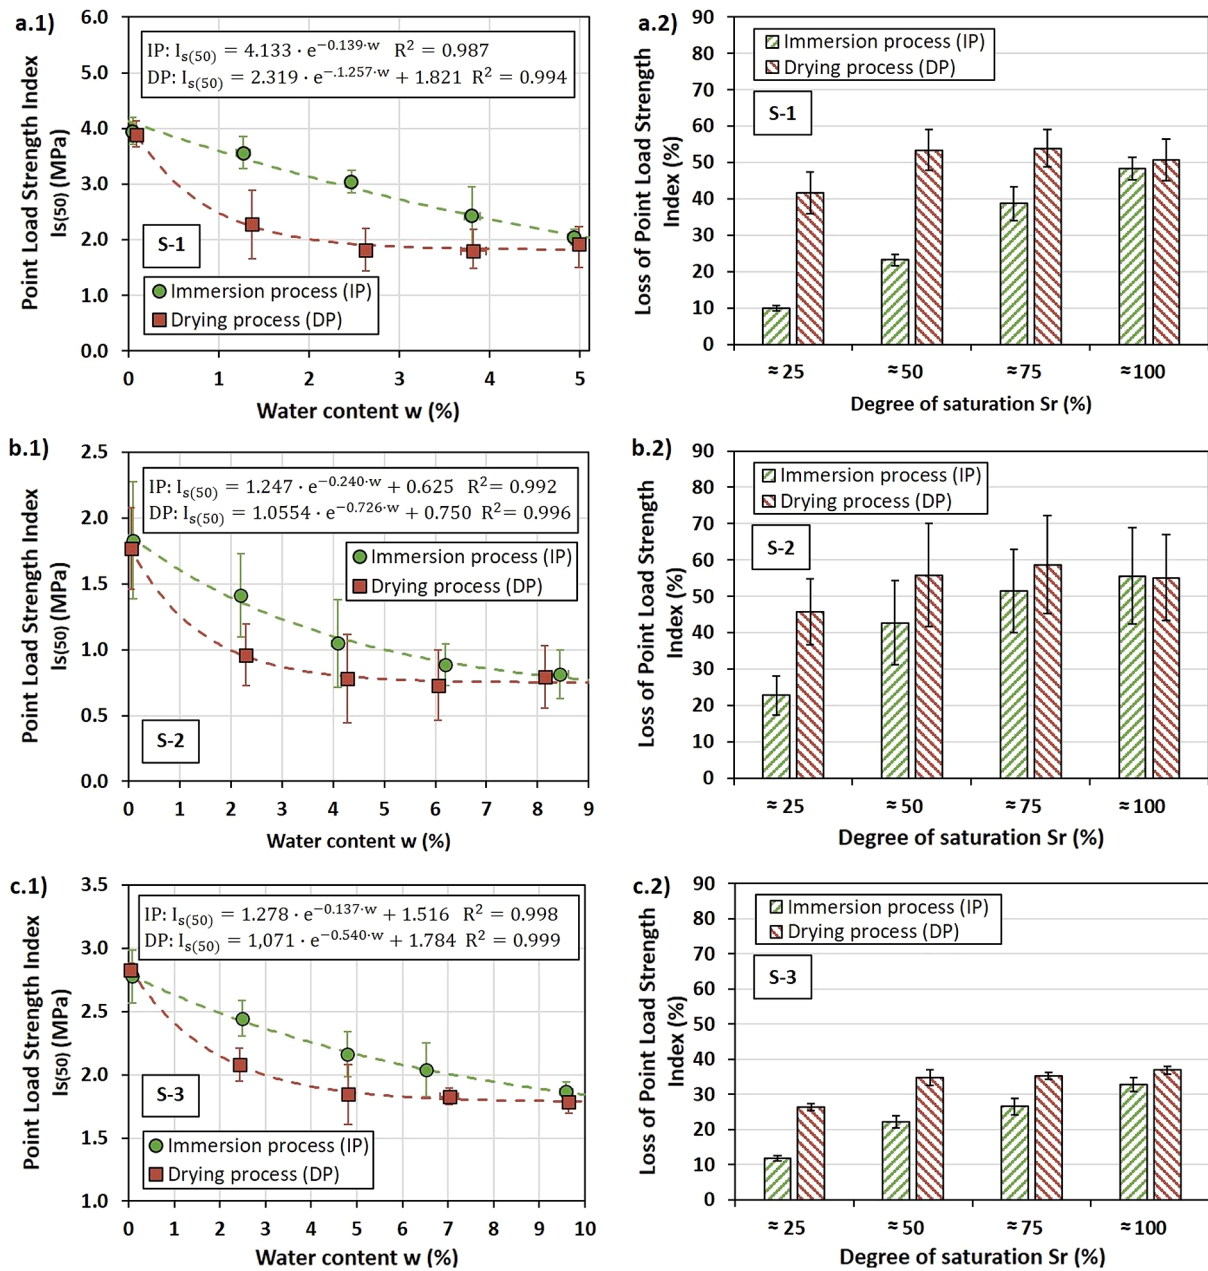 a.1)
Point Load Strength Index
Is(50) (MPa)
6.0
5.0
4.0
3.0
2.0
1.0
0.0
IP: I_s(50) = 4.133 · e^−0.139·w R² = 0.987
DP: I_s(50) = 2.319 · e^−.1.257·w + 1.821 R² = 0.994
S-1
Immersion process (IP)
Drying process (DP)
0 1 2 3 4 5
Water content w (%)
a.2)
Loss of Point Load Strength
Index (%)
90
80
70
60
50
40
30
20
10
0
Immersion process (IP)
Drying process (DP)
S-1
≈25 ≈50 ≈75 ≈100
Degree of saturation Sr (%)
b.1)
Point Load Strength Index
Is(50) (MPa)
2.5
2.0
1.5
1.0
0.5
0.0
IP: I_s(50) = 1.247 · e^−0.240·w + 0.625 R²= 0.992
DP: I_s(50) = 1.0554 · e^−0.726·w + 0.750 R²= 0.996
Immersion process (IP)
Drying process (DP)
S-2
0 1 2 3 4 5 6 7 8 9
Water content w (%)
b.2)
Loss of Point Load Strength
Index (%)
90
80
70
60
50
40
30
20
10
0
Immersion process (IP)
Drying process (DP)
S-2
≈25 ≈50 ≈75 ≈100
Degree of saturation Sr (%)
c.1)
Point Load Strength Index
Is(50) (MPa)
3.5
3.0
2.5
2.0
1.5
1.0
IP: I_s(50) = 1.278 · e^−0.137·w + 1.516 R² = 0.998
DP: I_s(50) = 1,071 · e^−0.540·w + 1.784 R² = 0.999
S-3
Immersion process (IP)
Drying process (DP)
0 1 2 3 4 5 6 7 8 9 10
Water content w (%)
c.2)
Loss of Point Load Strength
Index (%)
90
80
70
60
50
40
30
20
10
0
Immersion process (IP)
Drying process (DP)
S-3
≈25 ≈50 ≈75 ≈100
Degree of saturation Sr (%)